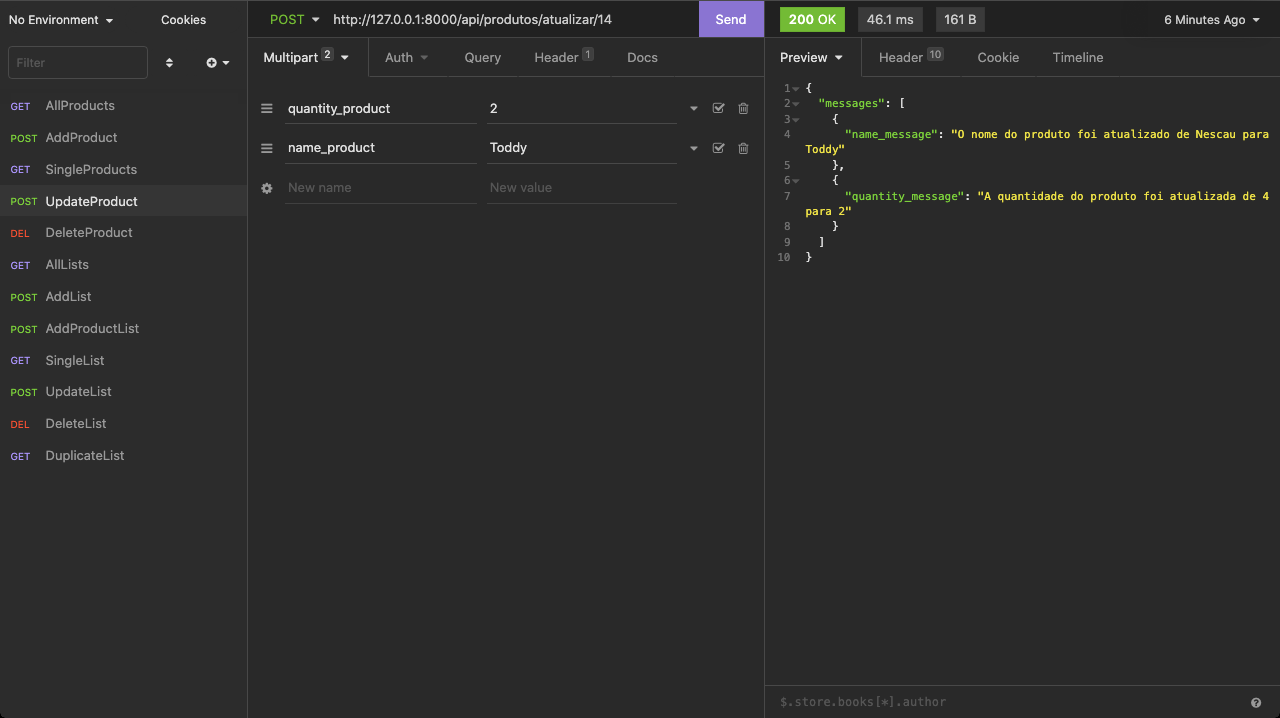 No Environment
Cookies
Filter
GET AllProducts
POST AddProduct
GET SingleProducts
POST UpdateProduct
DEL DeleteProduct
GET AllLists
POST AddList
POST AddProductList
GET SingleList
POST UpdateList
DEL DeleteList
GET DuplicateList
POST http://127.0.0.1:8000/api/produtos/atualizar/14 Send
Multipart 2 Auth Query Header 1 Docs
quantity_product 2
name_product Toddy
New name New value
200 OK 46.1 ms 161 B 6 Minutes Ago
Preview Header 10 Cookie Timeline
1 {
2 "messages": [
3 {
4 "name_message": "O nome do produto foi atualizado de Nescau para
Toddy"
5 },
6 {
7 "quantity_message": "A quantidade do produto foi atualizada de 4
para 2"
8 }
9 ]
10 }
$.store.books[*].author